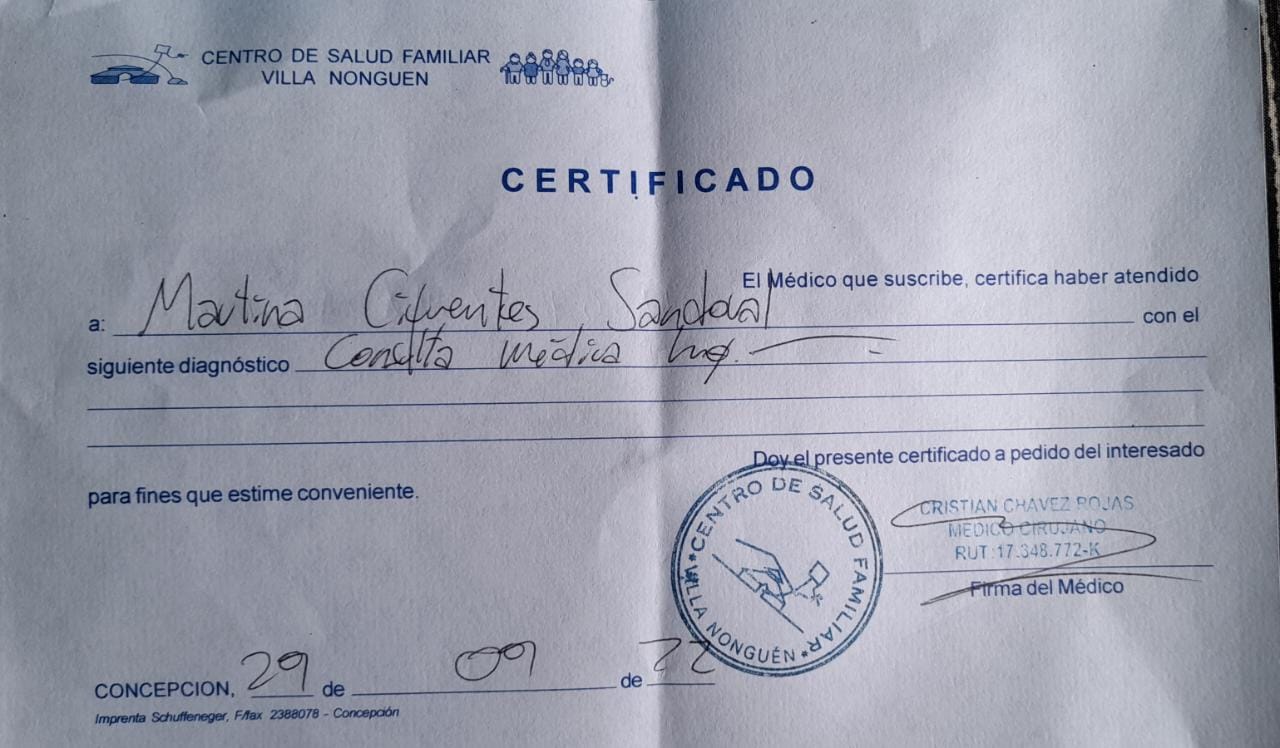 CENTRO DE SALUD FAMILIAR
VILLA NONGUEN
CERTIFICADO
El Médico que suscribe, certifica haber atendido
a: Martina Cifuentes Sandoval con el
siguiente diagnóstico Consulta médica hoy.
Doy el presente certificado a pedido del interesado
para fines que estime conveniente.
CENTRO DE SALUD FAMILIAR
VILLA NONGUÉN
CRISTIAN CHAVEZ ROJAS
MEDICO CIRUJANO
RUT:17.348.772-K
Firma del Médico
CONCEPCION, 29 de 09 de 22
Imprenta Schuffeneger, F/fax 2388078 - Concepción